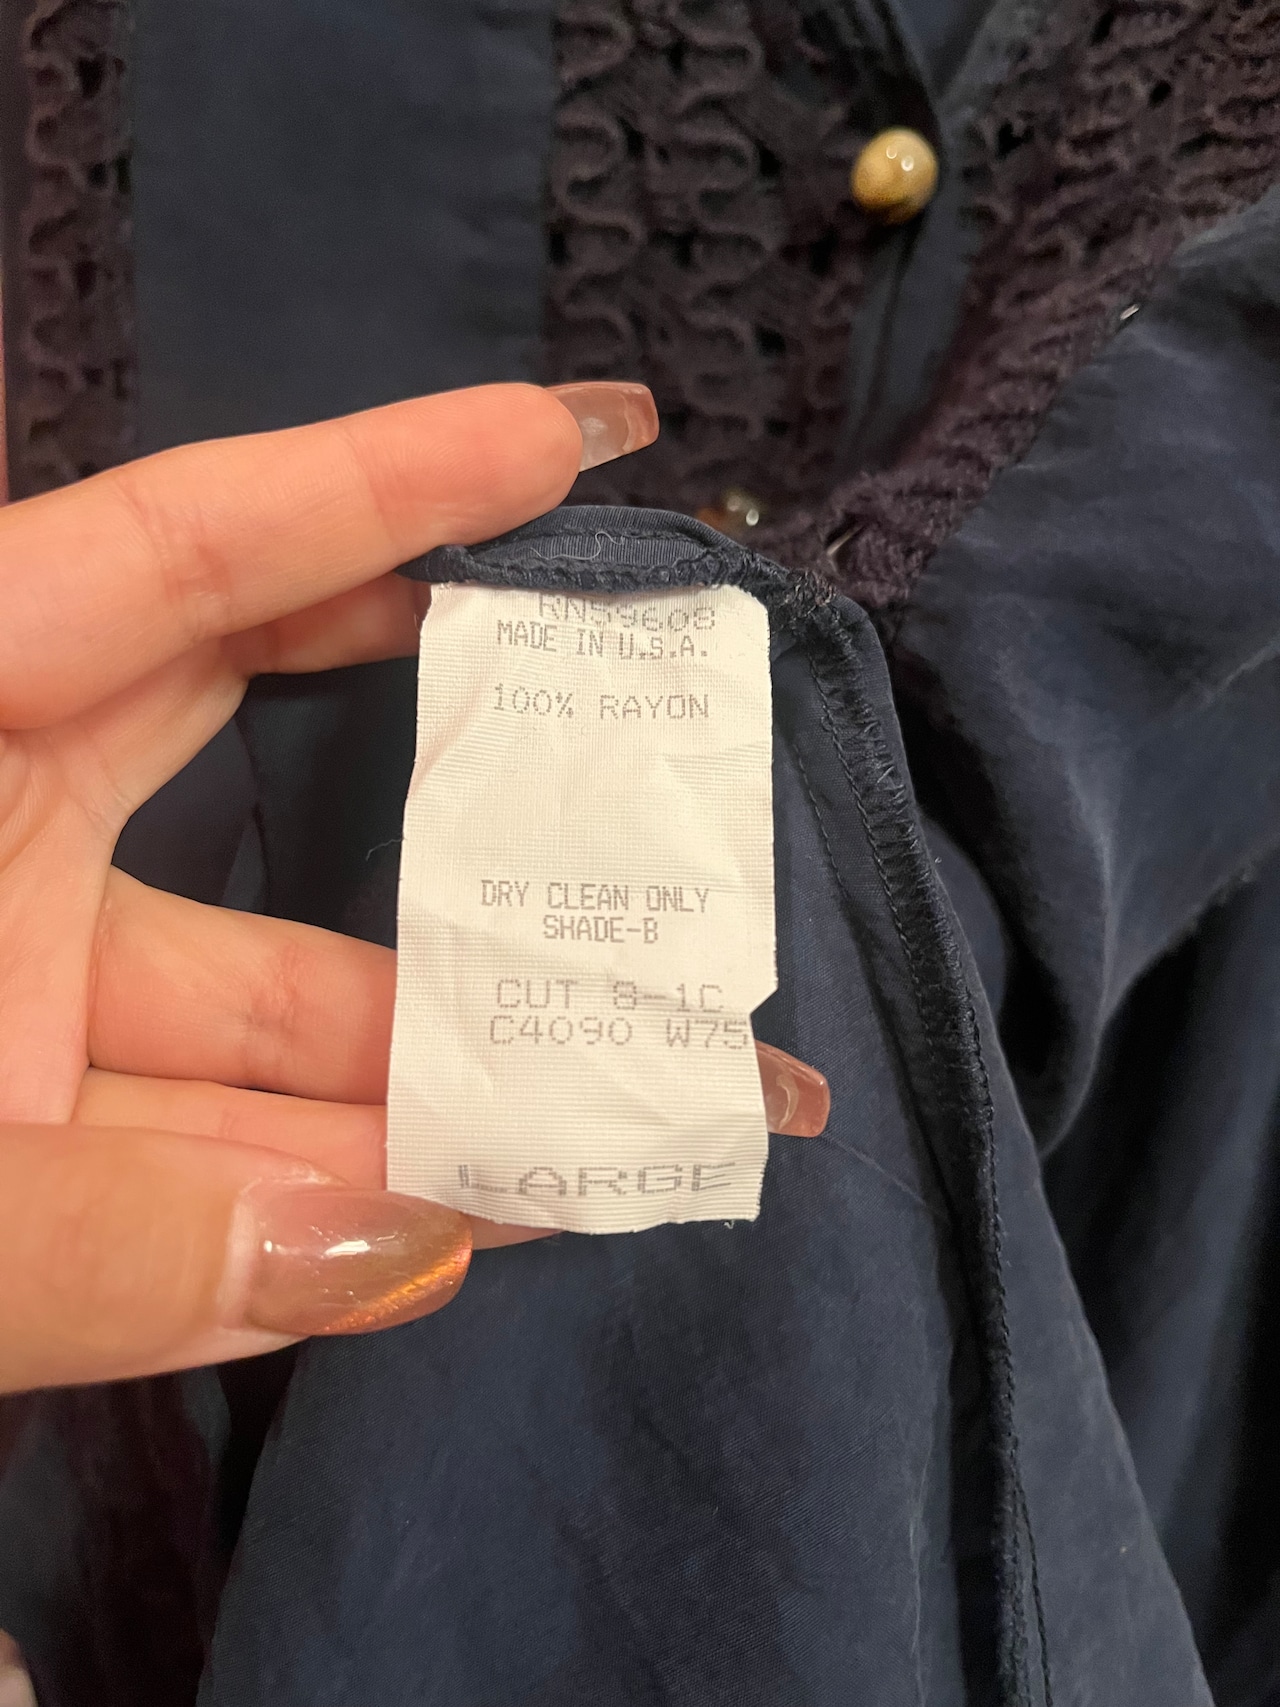 RN59608
MADE IN U.S.A.
100% RAYON
DRY CLEAN ONLY
SHADE-B
CUT 8-1C
C4090 W75
LARGE